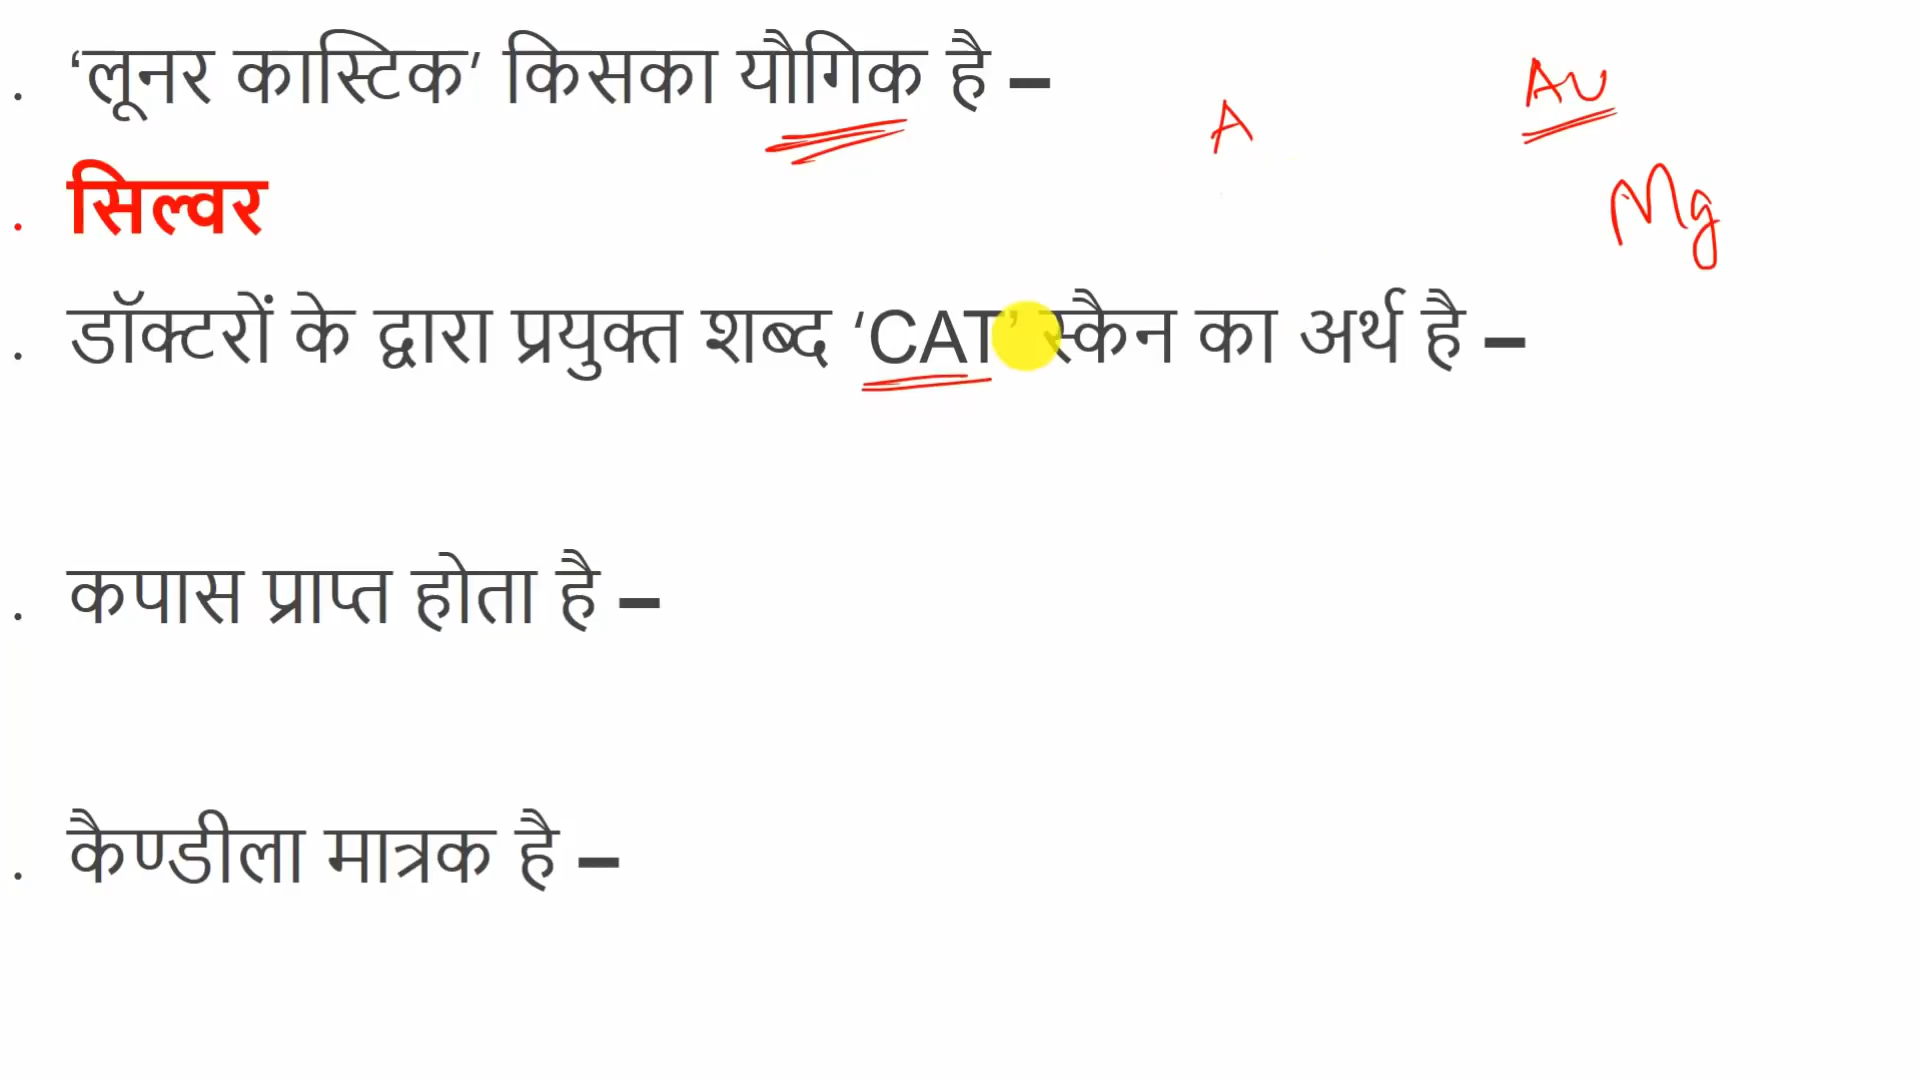 . ‘लूनर कास्टिक’ किसका यौगिक है –
A
Au
Mg
. सिल्वर
. डॉक्टरों के द्वारा प्रयुक्त शब्द ‘CAT’ स्कैन का अर्थ है –
. कपास प्राप्त होता है –
. कैण्डीला मात्रक है –